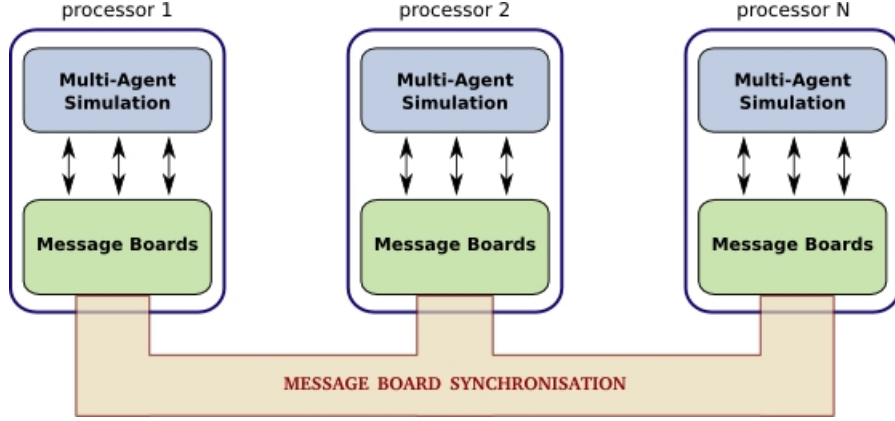 processor 1
processor 2
processor N
Multi-Agent
Simulation
Multi-Agent
Simulation
Multi-Agent
Simulation
Message Boards
Message Boards
Message Boards
MESSAGE BOARD SYNCHRONISATION